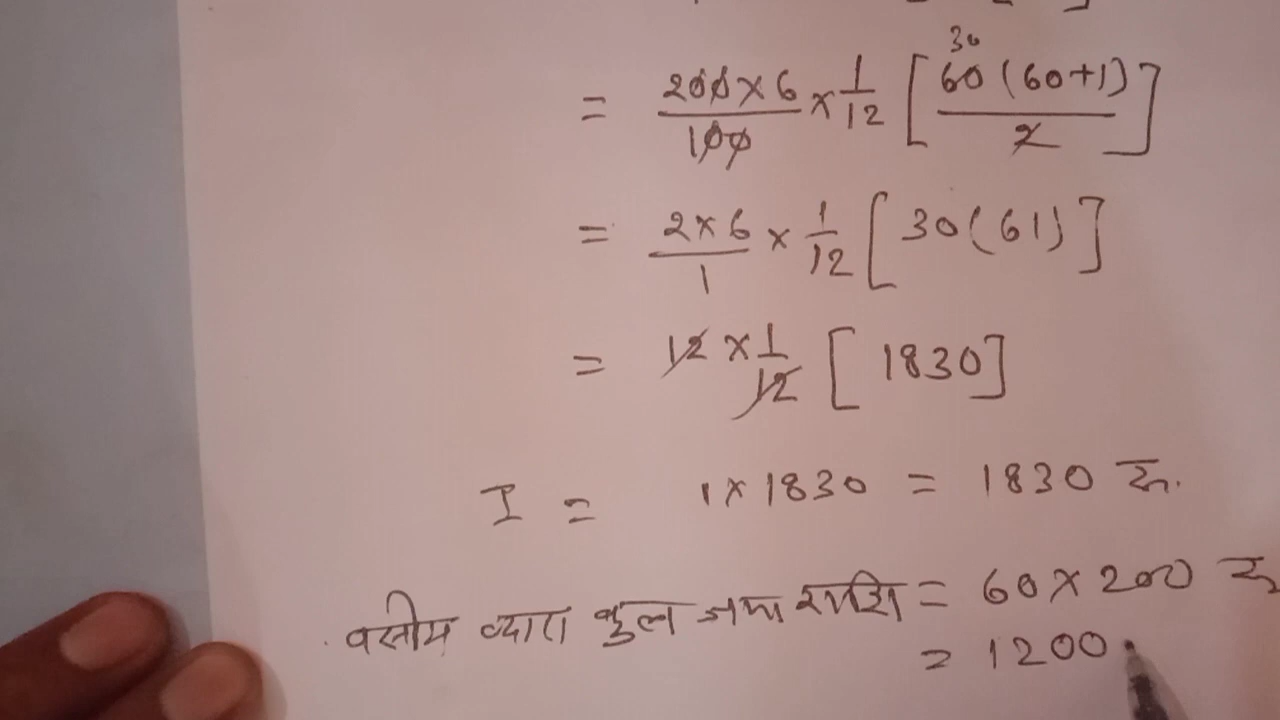 = 200×6/100 × 1/12 [ 30 60(60+1)/2 ]
= 2×6/1 × 1/12 [ 30(61) ]
= 12 × 1/12 [ 1830 ]
I = 1×1830 = 1830 रू.
वसीम व्दारा कुल जमा राशि = 60×200 रू
= 1200